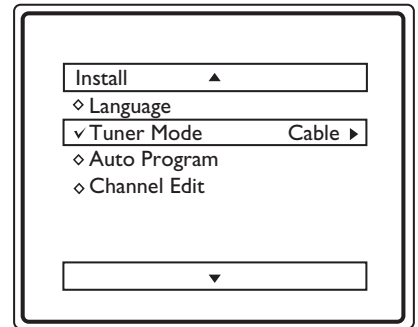 Install
Language
Tuner Mode Cable
Auto Program
Channel Edit